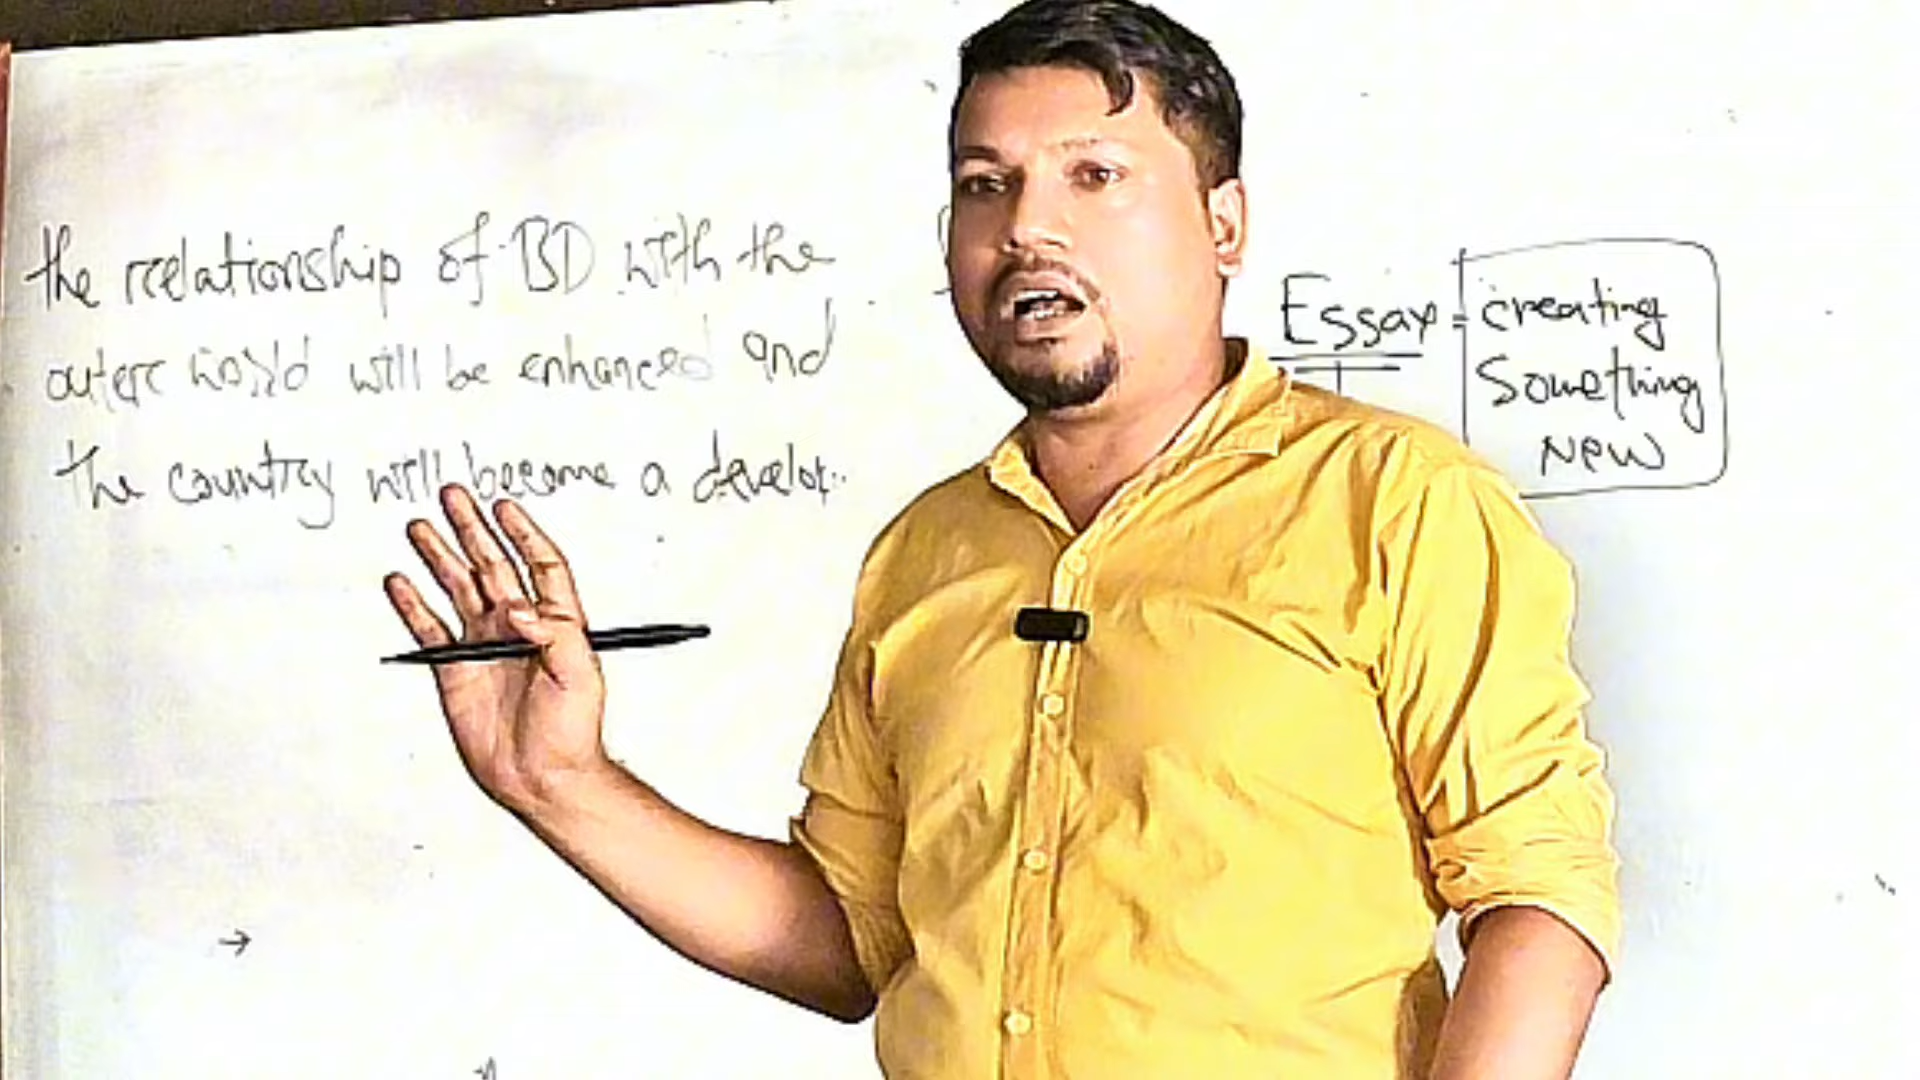 the relationship of BD with the
outer world will be enhanced and
the country will become a develop..
Essay = creating
Something
New